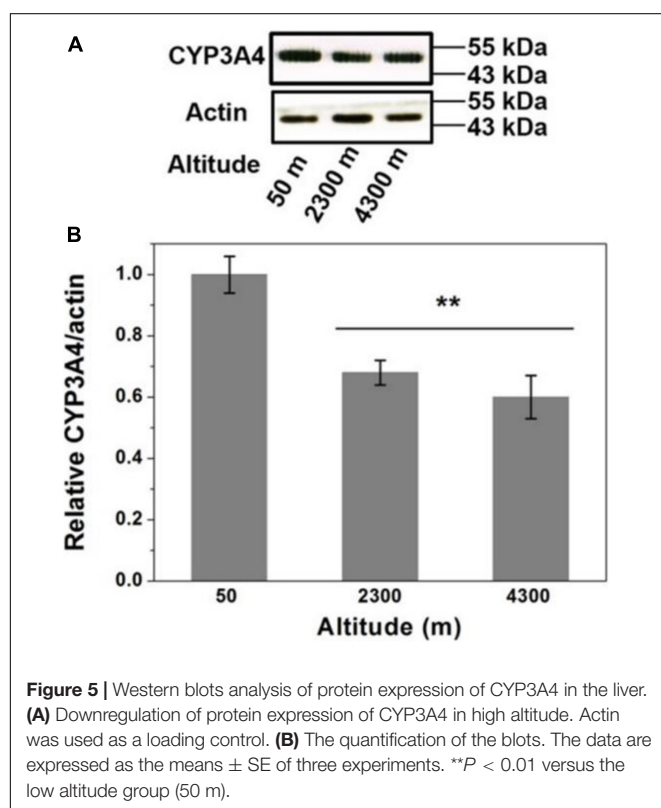 A
CYP3A4
55 kDa
43 kDa
Actin
55 kDa
43 kDa
Altitude
50 m
2300 m
4300 m
B
Relative CYP3A4/actin
1.0
0.8
0.6
0.4
0.2
0.0
**
50
2300
4300
Altitude (m)
Figure 5 | Western blots analysis of protein expression of CYP3A4 in the liver.
(A) Downregulation of protein expression of CYP3A4 in high altitude. Actin
was used as a loading control. (B) The quantification of the blots. The data are
expressed as the means ± SE of three experiments. **P < 0.01 versus the
low altitude group (50 m).